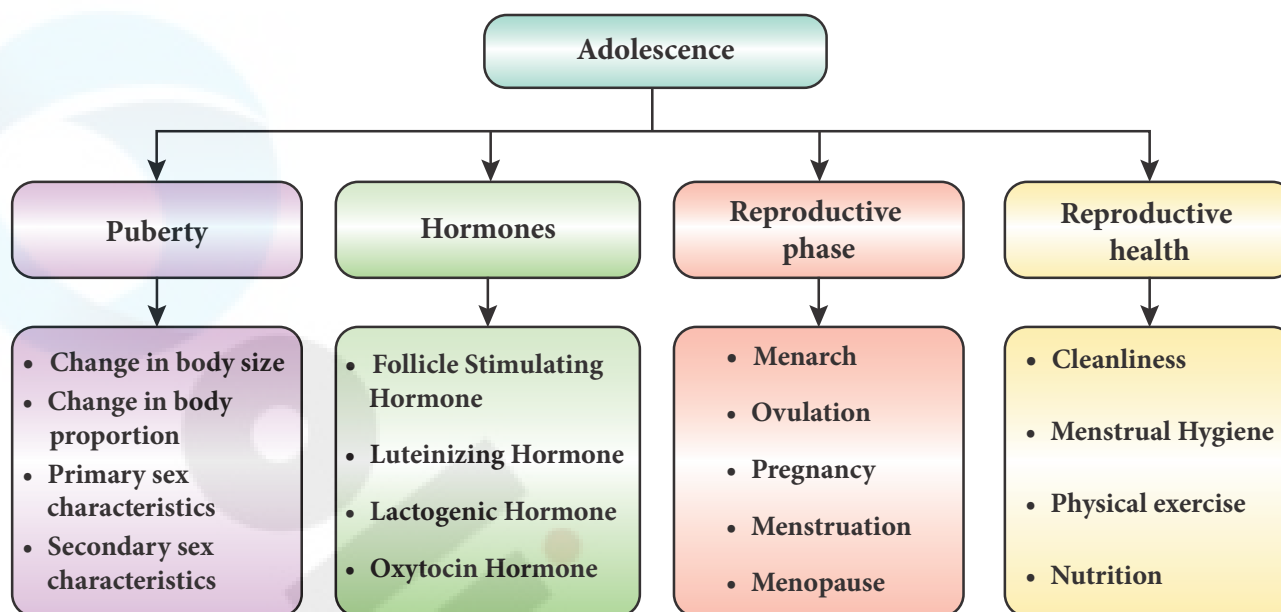 Adolescence
Puberty
Hormones
Reproductive
phase
Reproductive
health
• Change in body size
• Change in body
proportion
• Primary sex
characteristics
• Secondary sex
characteristics
• Follicle Stimulating
Hormone
• Luteinizing Hormone
• Lactogenic Hormone
• Oxytocin Hormone
• Menarch
• Ovulation
• Pregnancy
• Menstruation
• Menopause
• Cleanliness
• Menstrual Hygiene
• Physical exercise
• Nutrition